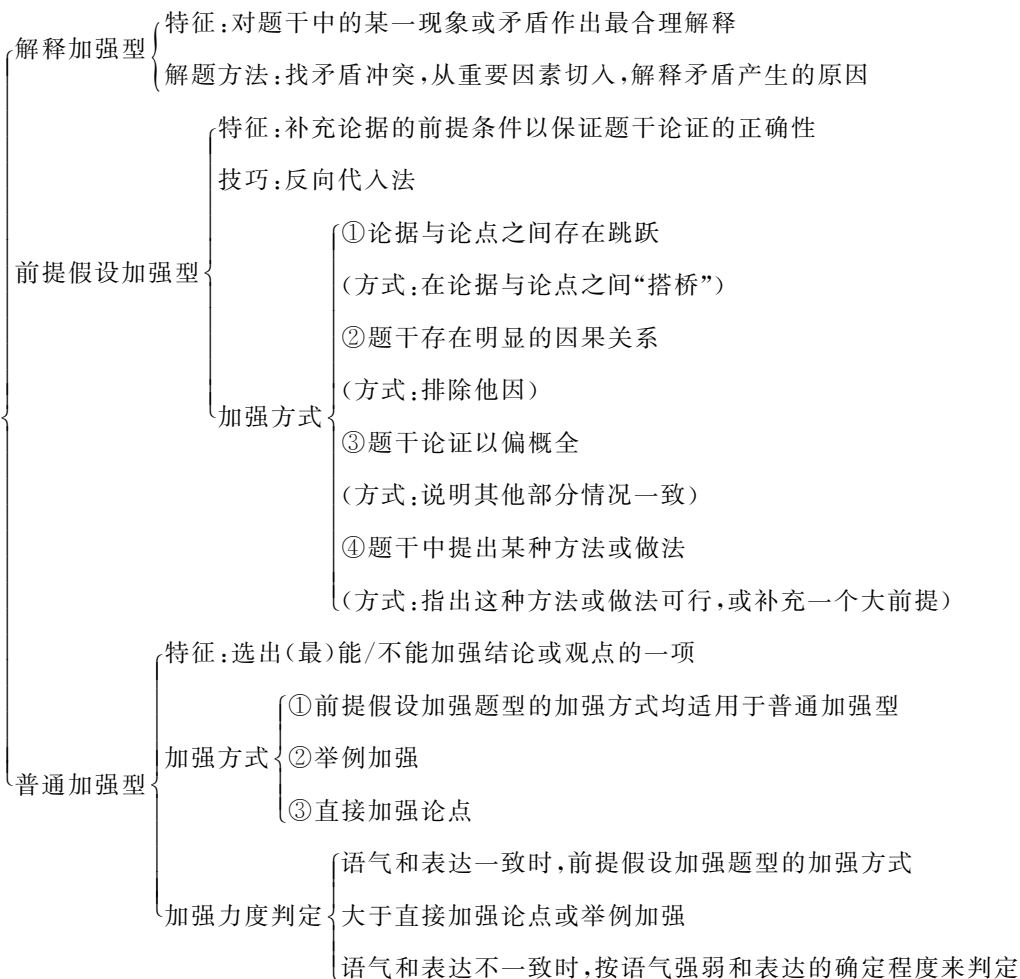 解释加强型
特征:对题干中的某一现象或矛盾作出最合理解释
解题方法:找矛盾冲突,从重要因素切入,解释矛盾产生的原因
前提假设加强型
特征:补充论据的前提条件以保证题干论证的正确性
技巧:反向代入法
加强方式
①论据与论点之间存在跳跃
(方式:在论据与论点之间“搭桥”)
②题干存在明显的因果关系
(方式:排除他因)
③题干论证以偏概全
(方式:说明其他部分情况一致)
④题干中提出某种方法或做法
(方式:指出这种方法或做法可行,或补充一个大前提)
普通加强型
特征:选出(最)能/不能加强结论或观点的一项
加强方式
①前提假设加强题型的加强方式均适用于普通加强型
②举例加强
③直接加强论点
加强力度判定
语气和表达一致时,前提假设加强题型的加强方式
大于直接加强论点或举例加强
语气和表达不一致时,按语气强弱和表达的确定程度来判定